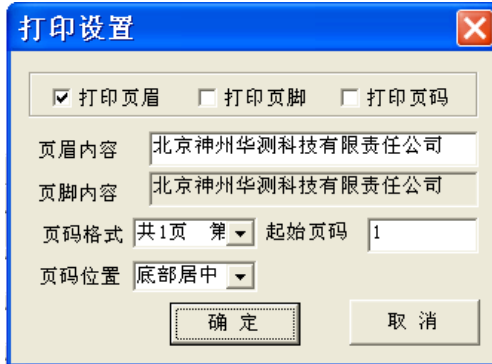 打印设置
打印页眉 打印页脚 打印页码
页眉内容 北京神州华测科技有限责任公司
页脚内容 北京神州华测科技有限责任公司
页码格式 共1页 第 起始页码 1
页码位置 底部居中
确定 取消